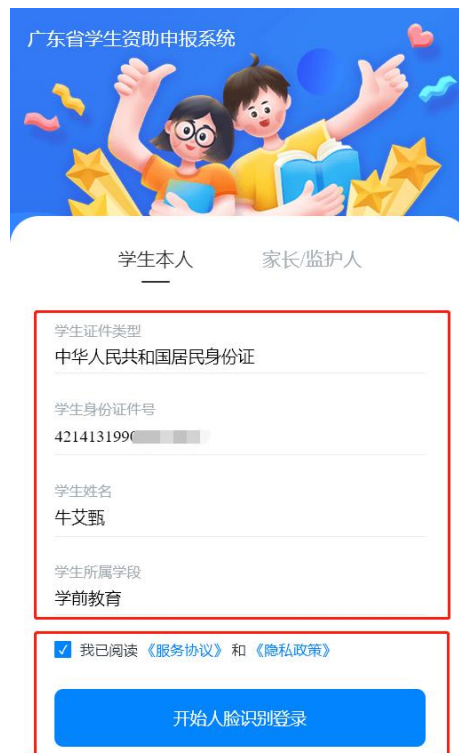 广东省学生资助申报系统
学生本人 家长/监护人
学生证件类型
中华人民共和国居民身份证
学生身份证件号
421413199
学生姓名
牛艾甄
学生所属学段
学前教育
我已阅读《服务协议》和《隐私政策》
开始人脸识别登录